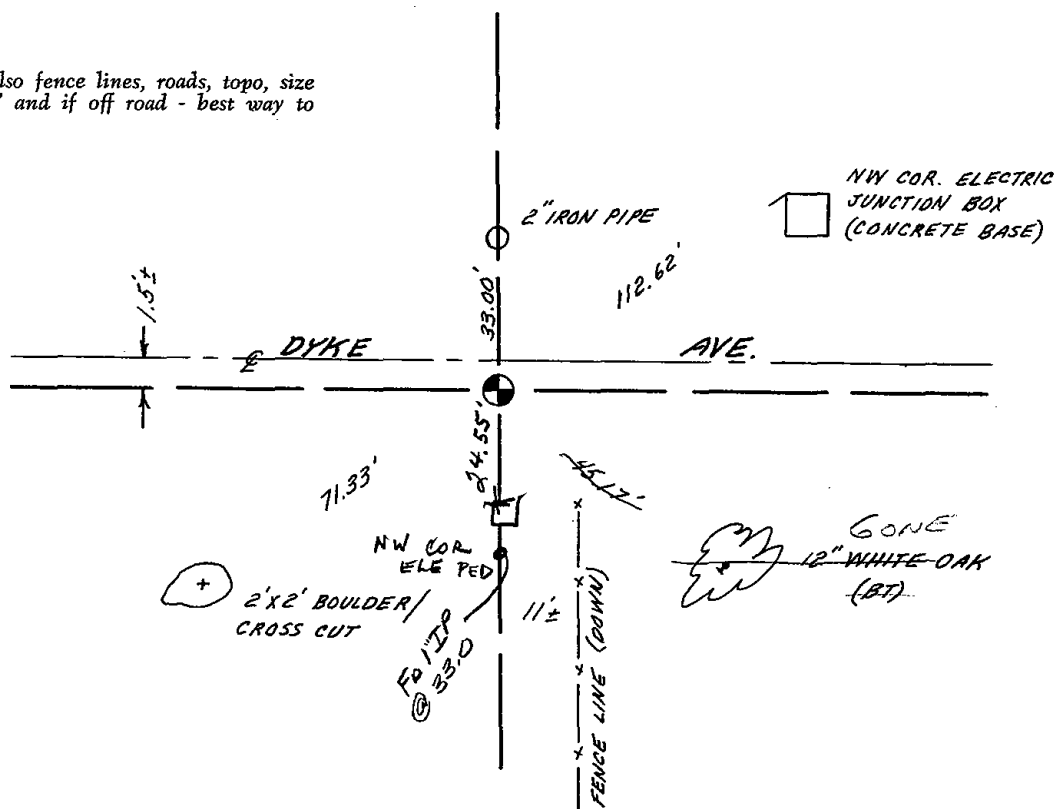 lso fence lines, roads, topo, size
and if off road - best way to
2" IRON PIPE
NW COR. ELECTRIC
JUNCTION BOX
(CONCRETE BASE)
112.62'
33.00'
1.5'±
℄ DYKE AVE.
24.55'
71.33'
45.17'
NW COR
ELE PED
GONE
12" WHITE OAK
(BT)
2'X2' BOULDER/
CROSS CUT
11'±
FD 1" IP
@ 33.0
FENCE LINE (DOWN)